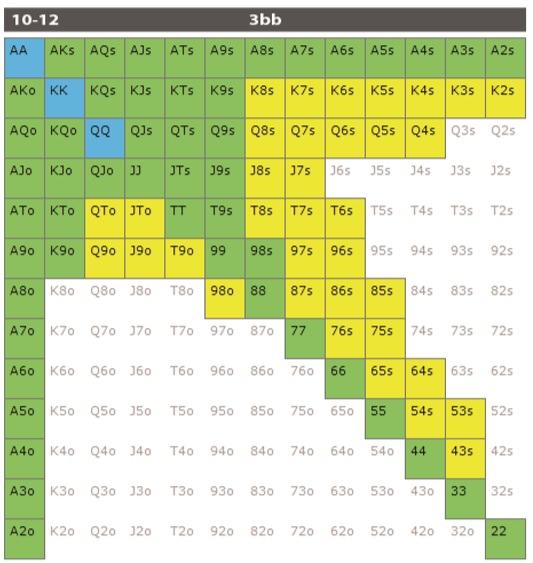 10-12 3bb
AA AKs AQs AJs ATs A9s A8s A7s A6s A5s A4s A3s A2s
AKo KK KQs KJs KTs K9s K8s K7s K6s K5s K4s K3s K2s
AQo KQo QQ QJs QTs Q9s Q8s Q7s Q6s Q5s Q4s Q3s Q2s
AJo KJo QJo JJ JTs J9s J8s J7s J6s J5s J4s J3s J2s
ATo KTo QTo JTo TT T9s T8s T7s T6s T5s T4s T3s T2s
A9o K9o Q9o J9o T9o 99 98s 97s 96s 95s 94s 93s 92s
A8o K8o Q8o J8o T8o 98o 88 87s 86s 85s 84s 83s 82s
A7o K7o Q7o J7o T7o 97o 87o 77 76s 75s 74s 73s 72s
A6o K6o Q6o J6o T6o 96o 86o 76o 66 65s 64s 63s 62s
A5o K5o Q5o J5o T5o 95o 85o 75o 65o 55 54s 53s 52s
A4o K4o Q4o J4o T4o 94o 84o 74o 64o 54o 44 43s 42s
A3o K3o Q3o J3o T3o 93o 83o 73o 63o 53o 43o 33 32s
A2o K2o Q2o J2o T2o 92o 82o 72o 62o 52o 42o 32o 22